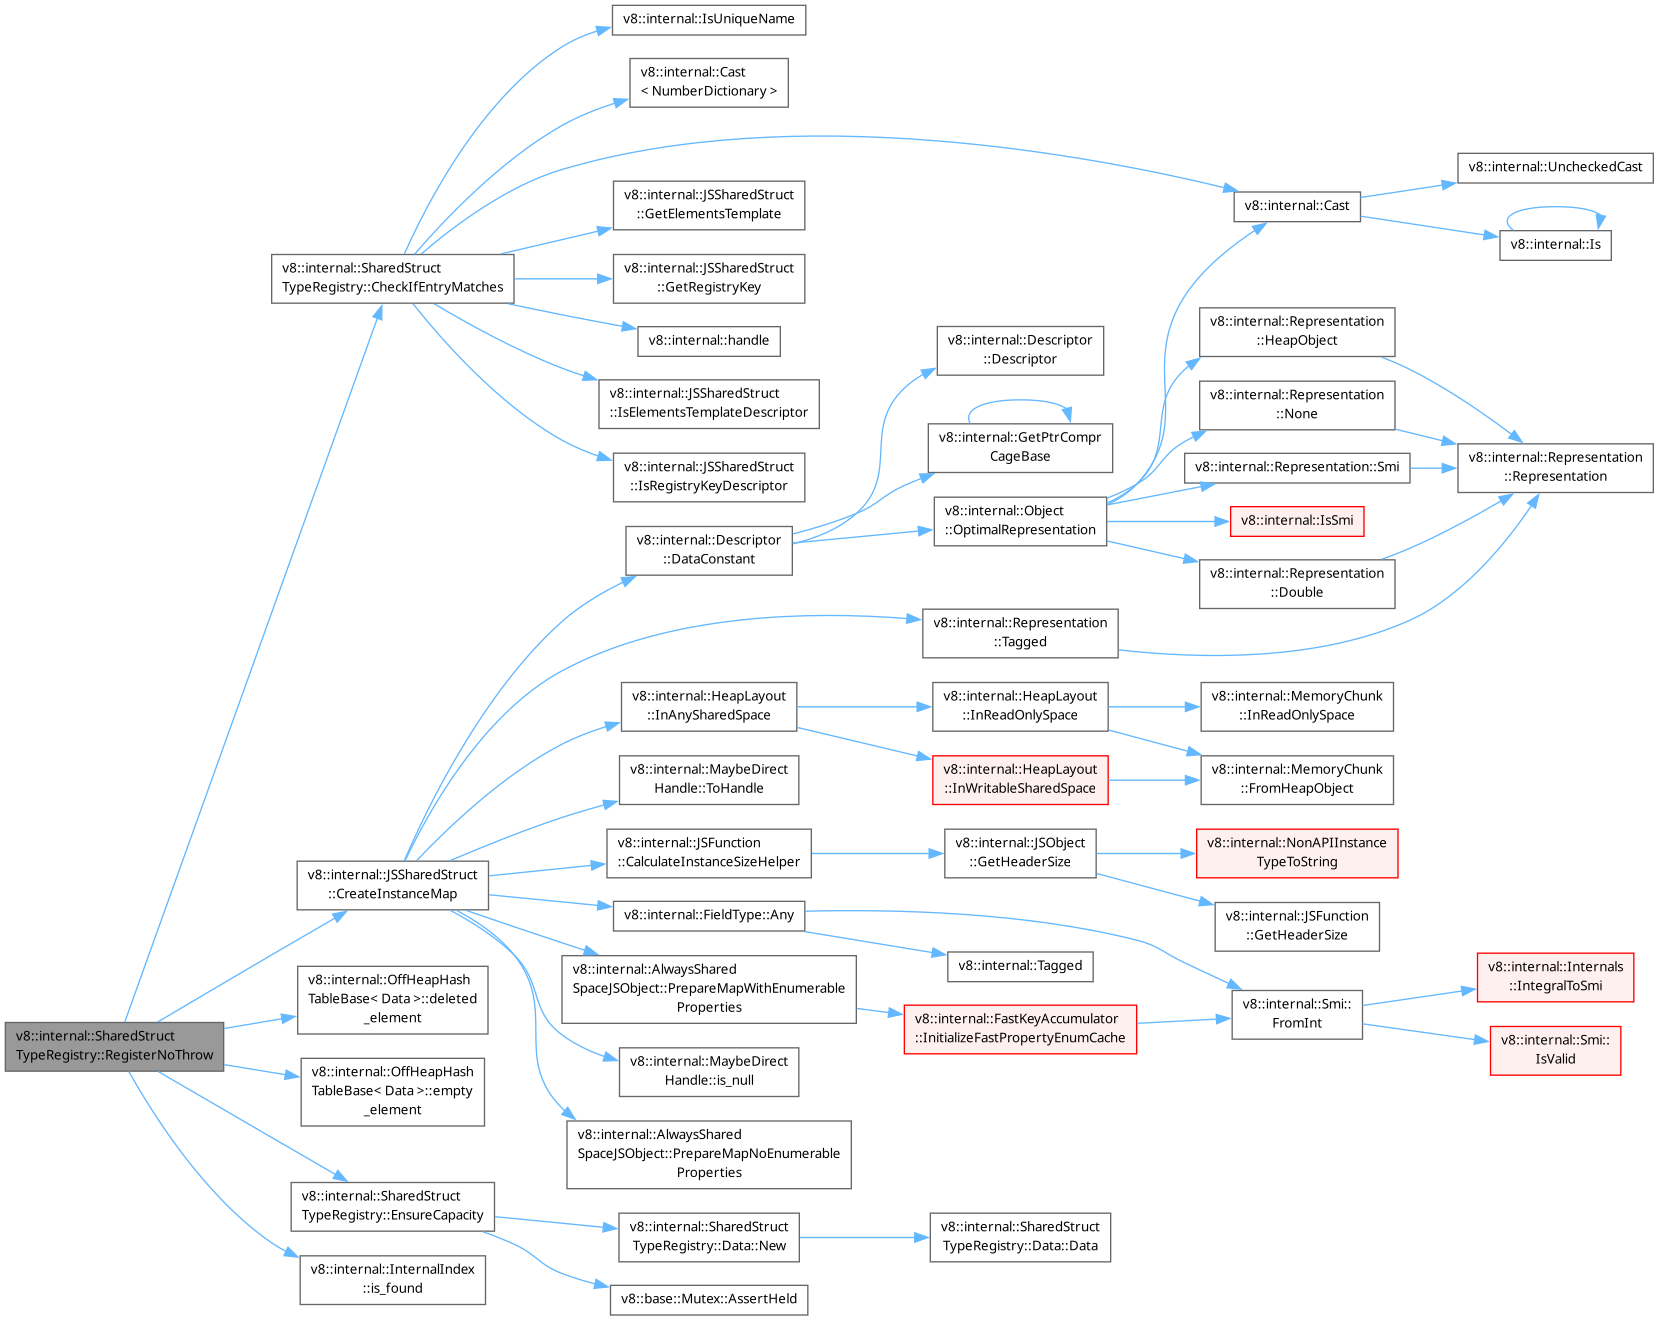 v8::internal::IsUniqueName
v8::internal::Cast
< NumberDictionary >
v8::internal::UncheckedCast
v8::internal::JSSharedStruct
::GetElementsTemplate
v8::internal::Cast
v8::internal::Is
v8::internal::SharedStruct
TypeRegistry::CheckIfEntryMatches
v8::internal::JSSharedStruct
::GetRegistryKey
v8::internal::handle
v8::internal::JSSharedStruct
::IsElementsTemplateDescriptor
v8::internal::JSSharedStruct
::IsRegistryKeyDescriptor
v8::internal::Descriptor
::Descriptor
v8::internal::GetPtrCompr
CageBase
v8::internal::Representation
::HeapObject
v8::internal::Representation
::None
v8::internal::Representation::Smi
v8::internal::Representation
::Representation
v8::internal::Descriptor
::DataConstant
v8::internal::Object
::OptimalRepresentation
v8::internal::IsSmi
v8::internal::Representation
::Double
v8::internal::Representation
::Tagged
v8::internal::HeapLayout
::InAnySharedSpace
v8::internal::HeapLayout
::InReadOnlySpace
v8::internal::MemoryChunk
::InReadOnlySpace
v8::internal::MaybeDirect
Handle::ToHandle
v8::internal::HeapLayout
::InWritableSharedSpace
v8::internal::MemoryChunk
::FromHeapObject
v8::internal::JSSharedStruct
::CreateInstanceMap
v8::internal::JSFunction
::CalculateInstanceSizeHelper
v8::internal::JSObject
::GetHeaderSize
v8::internal::NonAPIInstance
TypeToString
v8::internal::FieldType::Any
v8::internal::JSFunction
::GetHeaderSize
v8::internal::Tagged
v8::internal::AlwaysShared
SpaceJSObject::PrepareMapWithEnumerable
Properties
v8::internal::FastKeyAccumulator
::InitializeFastPropertyEnumCache
v8::internal::Smi::
FromInt
v8::internal::Internals
::IntegralToSmi
v8::internal::Smi::
IsValid
v8::internal::OffHeapHash
TableBase< Data >::deleted
_element
v8::internal::SharedStruct
TypeRegistry::RegisterNoThrow
v8::internal::OffHeapHash
TableBase< Data >::empty
_element
v8::internal::MaybeDirect
Handle::is_null
v8::internal::AlwaysShared
SpaceJSObject::PrepareMapNoEnumerable
Properties
v8::internal::SharedStruct
TypeRegistry::EnsureCapacity
v8::internal::SharedStruct
TypeRegistry::Data::New
v8::internal::SharedStruct
TypeRegistry::Data::Data
v8::internal::InternalIndex
::is_found
v8::base::Mutex::AssertHeld